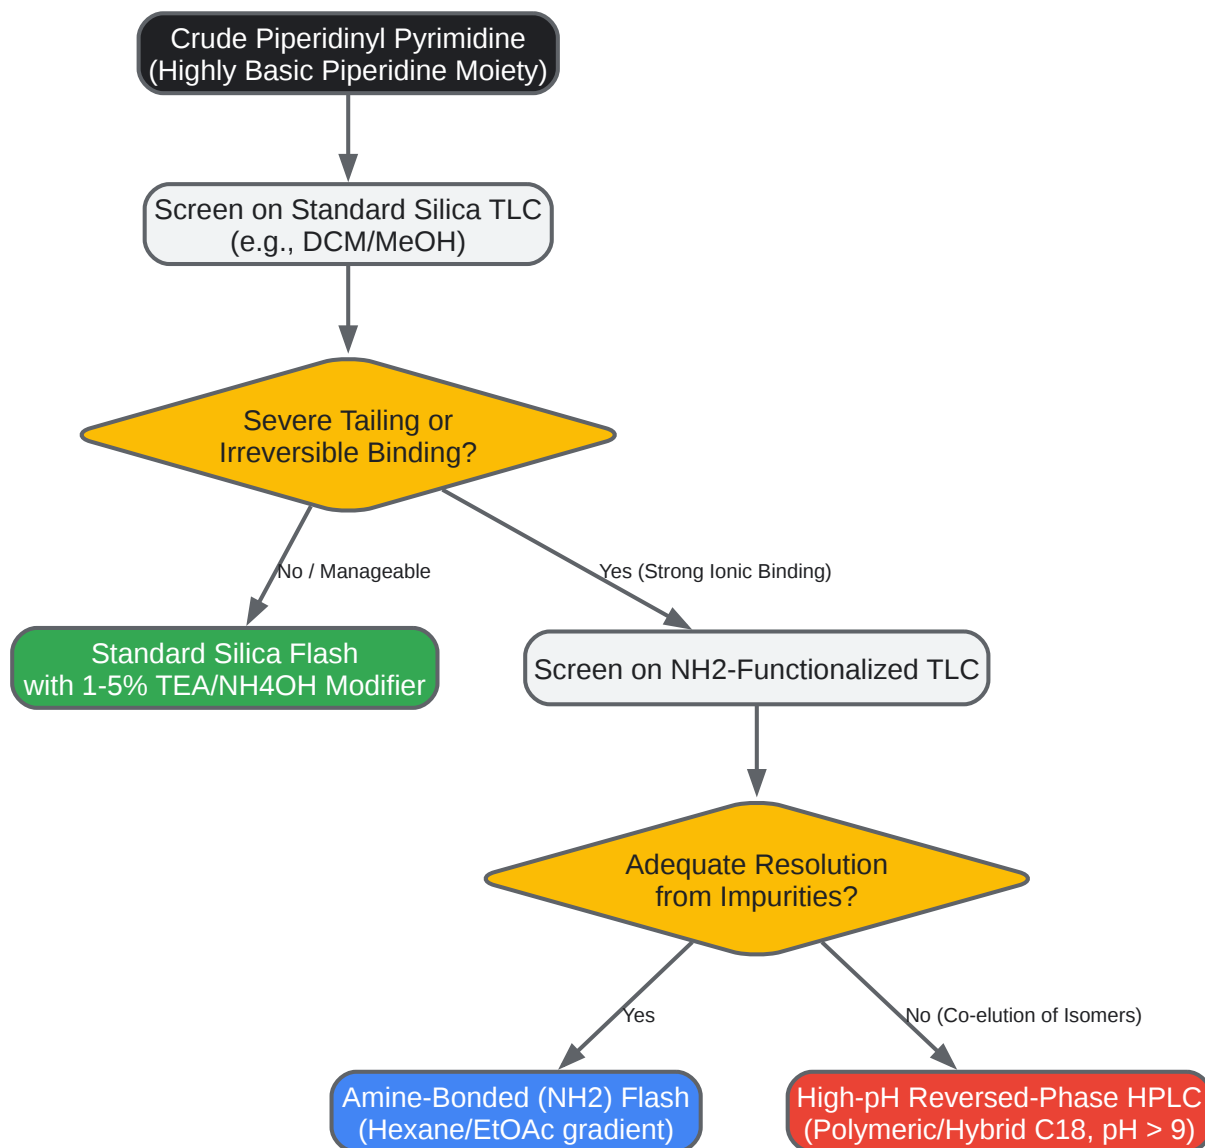 Crude Piperidinyl Pyrimidine
(Highly Basic Piperidine Moiety)
Screen on Standard Silica TLC
(e.g., DCM/MeOH)
Severe Tailing or
Irreversible Binding?
No / Manageable
Yes (Strong Ionic Binding)
Standard Silica Flash
with 1-5% TEA/NH4OH Modifier
Screen on NH2-Functionalized TLC
Adequate Resolution
from Impurities?
Yes
No (Co-elution of Isomers)
Amine-Bonded (NH2) Flash
(Hexane/EtOAc gradient)
High-pH Reversed-Phase HPLC
(Polymeric/Hybrid C18, pH > 9)